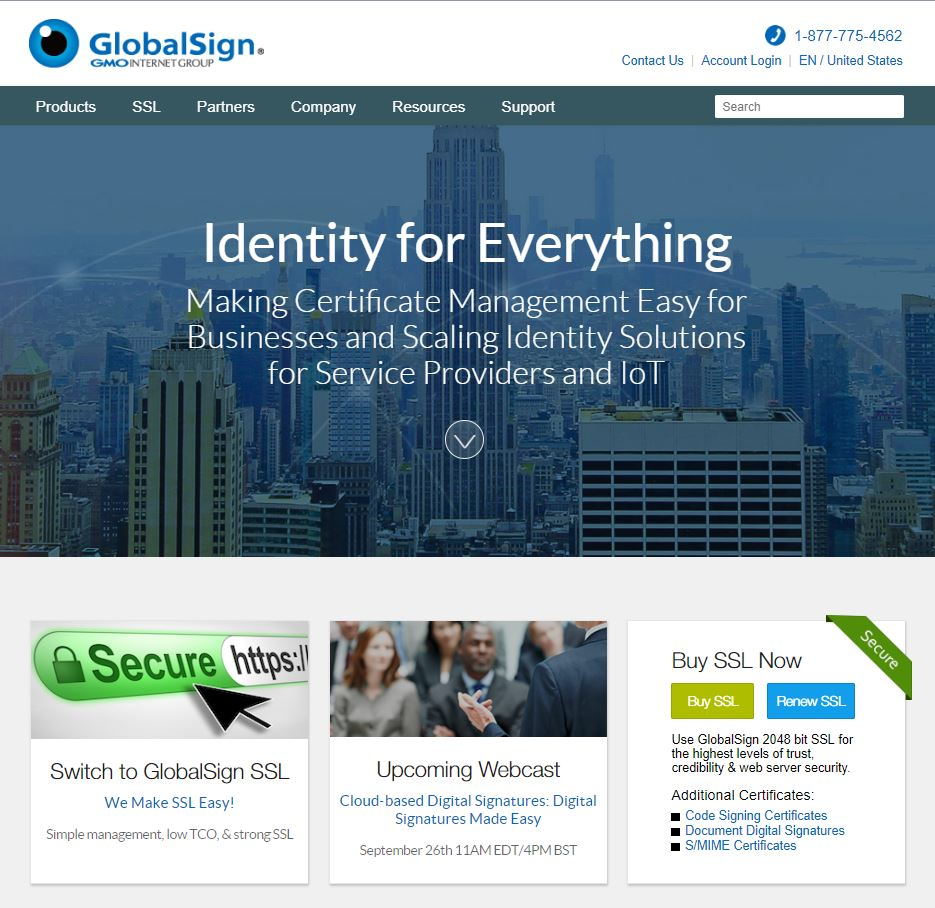 GlobalSign®
GMO INTERNET GROUP
1-877-775-4562
Contact Us | Account Login | EN / United States
Products SSL Partners Company Resources Support
Search
Identity for Everything
Making Certificate Management Easy for
Businesses and Scaling Identity Solutions
for Service Providers and IoT
Secure https:/
Switch to GlobalSign SSL
We Make SSL Easy!
Simple management, low TCO, & strong SSL
Upcoming Webcast
Cloud-based Digital Signatures: Digital
Signatures Made Easy
September 26th 11AM EDT/4PM BST
Secure
Buy SSL Now
Buy SSL Renew SSL
Use GlobalSign 2048 bit SSL for
the highest levels of trust,
credibility & web server security.
Additional Certificates:
Code Signing Certificates
Document Digital Signatures
S/MIME Certificates